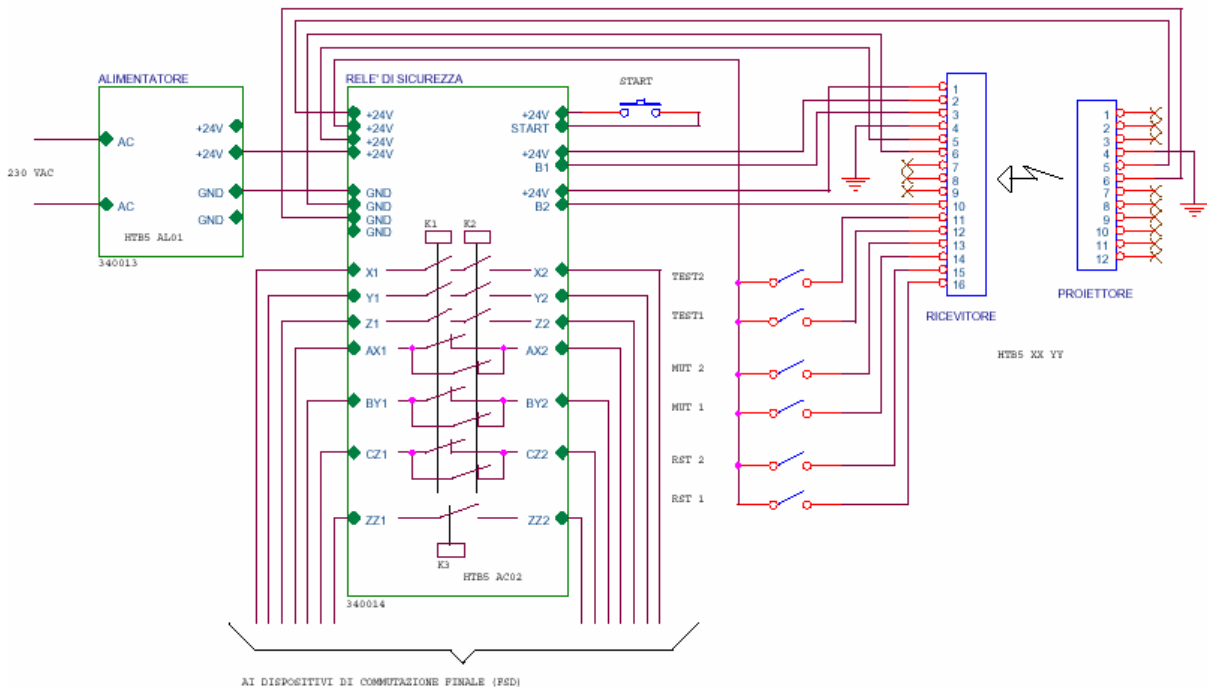 ALIMENTATORE
AC
AC
+24V
+24V
GND
GND
HTB5 AL01
340013
230 VAC
RELE' DI SICUREZZA
+24V
+24V
+24V
+24V
GND
GND
GND
GND
+24V
START
+24V
B1
+24V
B2
K1
K2
X1
X2
Y1
Y2
Z1
Z2
AX1
AX2
BY1
BY2
CZ1
CZ2
ZZ1
ZZ2
K3
HTB5 AC02
340014
START
TEST2
TEST1
MUT 2
MUT 1
RST 2
RST 1
1
2
3
4
5
6
7
8
9
10
11
12
13
14
15
16
RICEVITORE
1
2
3
4
5
6
7
8
9
10
11
12
PROIETTORE
HTB5 XX YY
AI DISPOSITIVI DI COMMUTAZIONE FINALE (FSD)